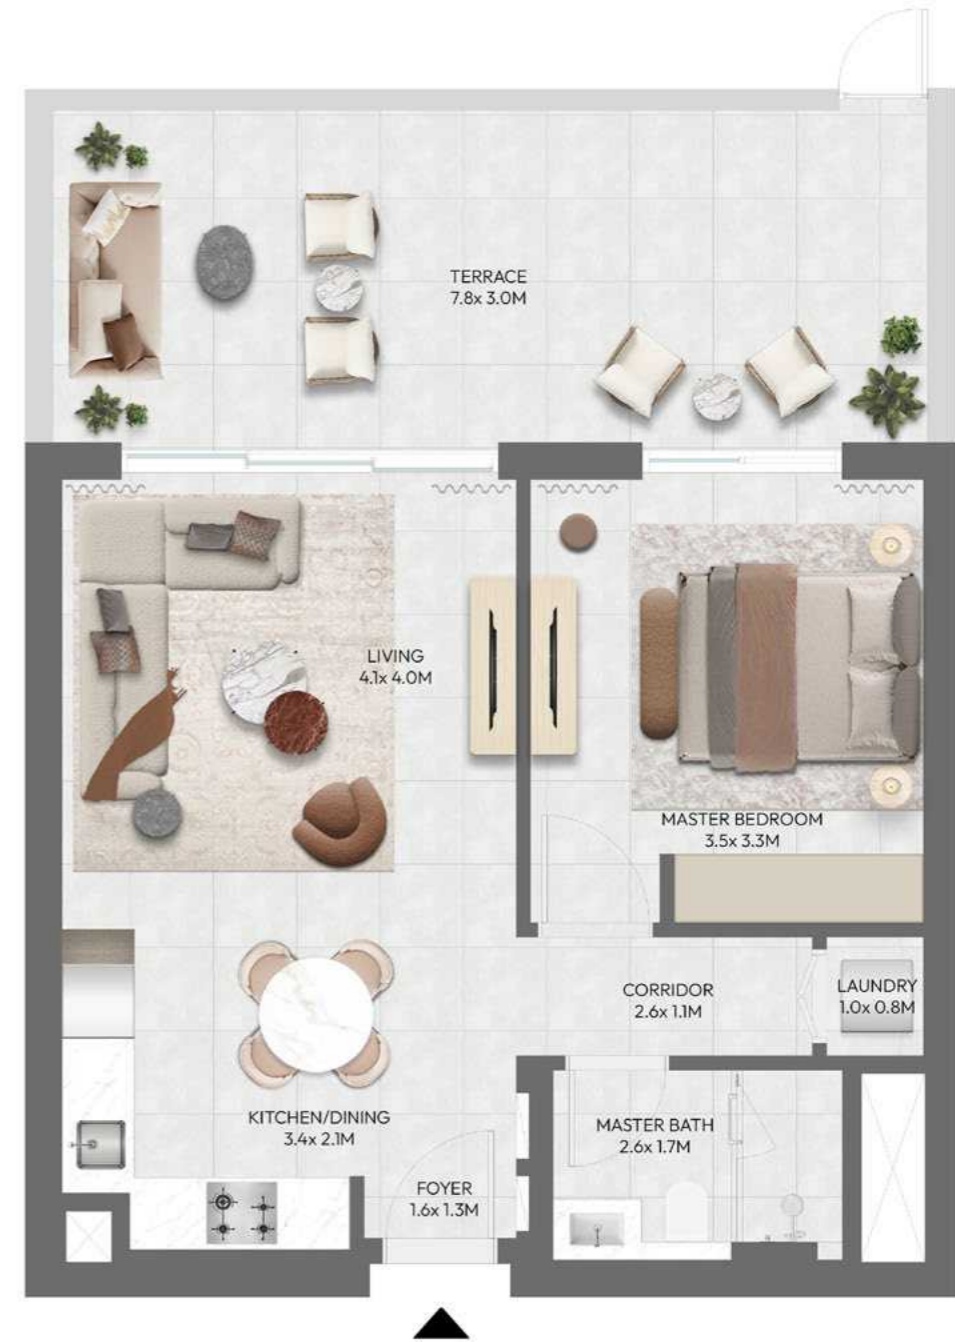 TERRACE
7.8x 3.0M
LIVING
4.1x 4.0M
MASTER BEDROOM
3.5x 3.3M
CORRIDOR
2.6x 1.1M
LAUNDRY
1.0x 0.8M
KITCHEN/DINING
3.4x 2.1M
MASTER BATH
2.6x 1.7M
FOYER
1.6x 1.3M